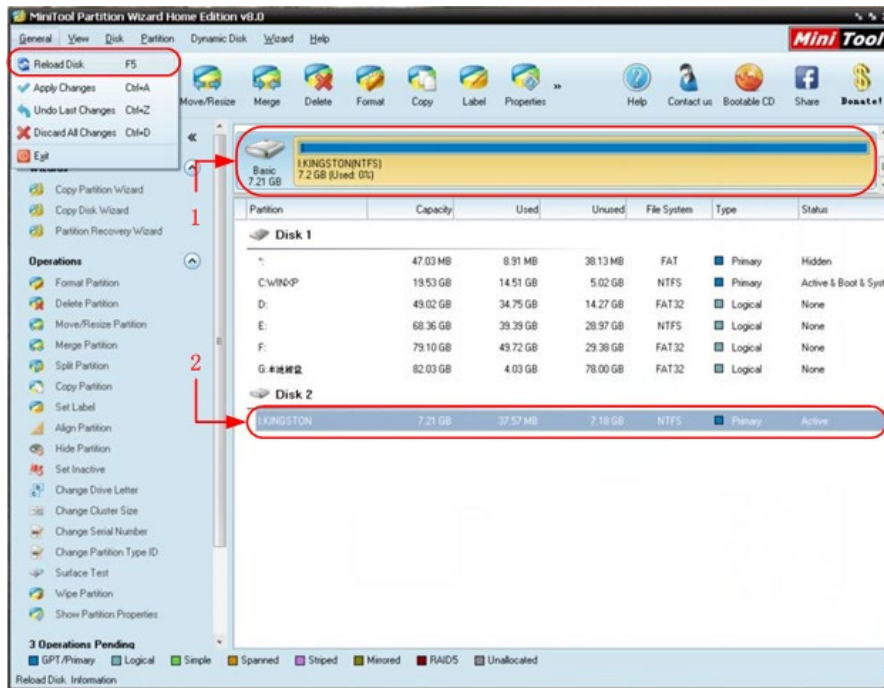 MiniTool Partition Wizard Home Edition v8.0
General View Disk Partition Dynamic Disk Wizard Help
Mini Tool
Reload Disk F5
Apply Changes Ctrl+A
Undo Last Changes Ctrl+Z
Discard All Changes Ctrl+D
Exit
Move/Resize Merge Delete Format Copy Label Properties » Help Contact us Bootable CD Share Donate!
«
Basic
7.21 GB
I:KINGSTON(NTFS)
7.2 GB (Used: 0%)
1
Copy Partition Wizard
Copy Disk Wizard
Partition Recovery Wizard
Operations
Format Partition
Delete Partition
Move/Resize Partition
Merge Partition
Split Partition
Copy Partition
Set Label
Align Partition
Hide Partition
Set Inactive
Change Drive Letter
Change Cluster Size
Change Serial Number
Change Partition Type ID
Surface Test
Wipe Partition
Show Partition Properties
3 Operations Pending
2
Partition Capacity Used Unused File System Type Status
Disk 1
*: 47.03 MB 8.91 MB 38.13 MB FAT Primary Hidden
C:WINXP 19.53 GB 14.51 GB 5.02 GB NTFS Primary Active & Boot & Syst
D: 49.02 GB 34.75 GB 14.27 GB FAT32 Logical None
E: 68.36 GB 39.39 GB 28.97 GB NTFS Logical None
F: 79.10 GB 49.72 GB 29.38 GB FAT32 Logical None
G:本地磁盘 82.03 GB 4.03 GB 78.00 GB FAT32 Logical None
Disk 2
I:KINGSTON 7.21 GB 37.57 MB 7.18 GB NTFS Primary Active
GPT/Primary Logical Simple Spanned Striped Mirrored RAID5 Unallocated
Reload Disk Information